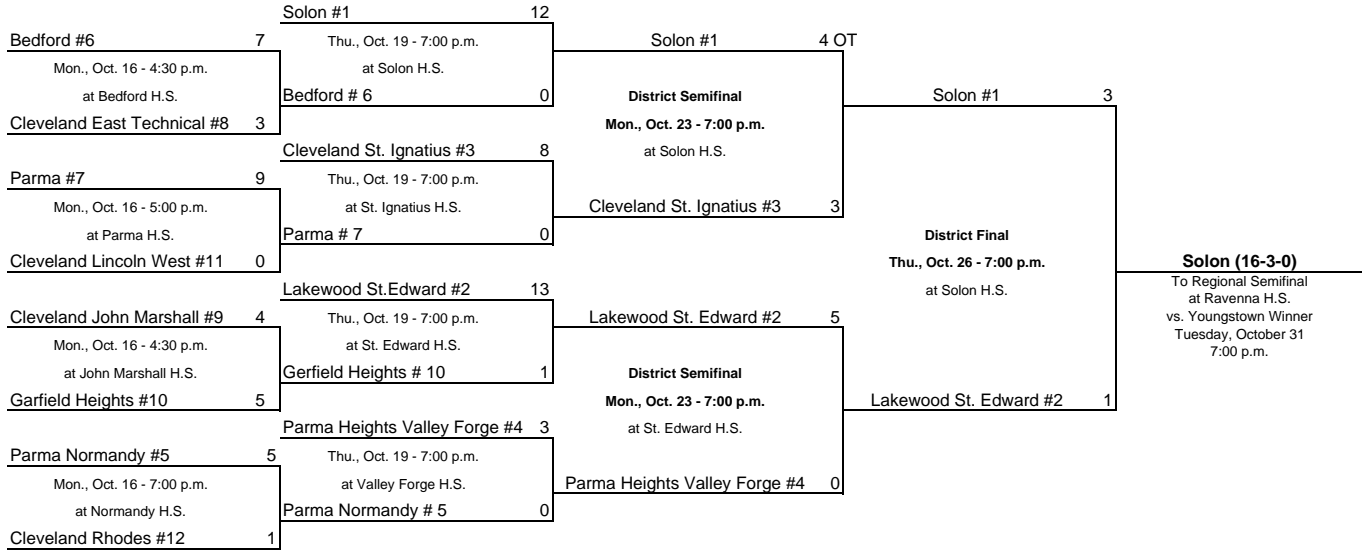 Bedford #6 7
Mon., Oct. 16 - 4:30 p.m.
at Bedford H.S.
Cleveland East Technical #8 3
Parma #7 9
Mon., Oct. 16 - 5:00 p.m.
at Parma H.S.
Cleveland Lincoln West #11 0
Cleveland John Marshall #9 4
Mon., Oct. 16 - 4:30 p.m.
at John Marshall H.S.
Garfield Heights #10 5
Parma Normandy #5 5
Mon., Oct. 16 - 7:00 p.m.
at Normandy H.S.
Cleveland Rhodes #12 1
Solon #1 12
Thu., Oct. 19 - 7:00 p.m.
at Solon H.S.
Bedford # 6 0
Cleveland St. Ignatius #3 8
Thu., Oct. 19 - 7:00 p.m.
at St. Ignatius H.S.
Parma # 7 0
Lakewood St.Edward #2 13
Thu., Oct. 19 - 7:00 p.m.
at St. Edward H.S.
Gerfield Heights # 10 1
Parma Heights Valley Forge #4 3
Thu., Oct. 19 - 7:00 p.m.
at Valley Forge H.S.
Parma Normandy # 5 0
Solon #1 4 OT
District Semifinal
Mon., Oct. 23 - 7:00 p.m.
at Solon H.S.
Cleveland St. Ignatius #3 3
Lakewood St. Edward #2 5
District Semifinal
Mon., Oct. 23 - 7:00 p.m.
at St. Edward H.S.
Parma Heights Valley Forge #4 0
Solon #1 3
District Final
Thu., Oct. 26 - 7:00 p.m.
at Solon H.S.
Lakewood St. Edward #2 1
Solon (16-3-0)
To Regional Semifinal
at Ravenna H.S.
vs. Youngstown Winner
Tuesday, October 31
7:00 p.m.